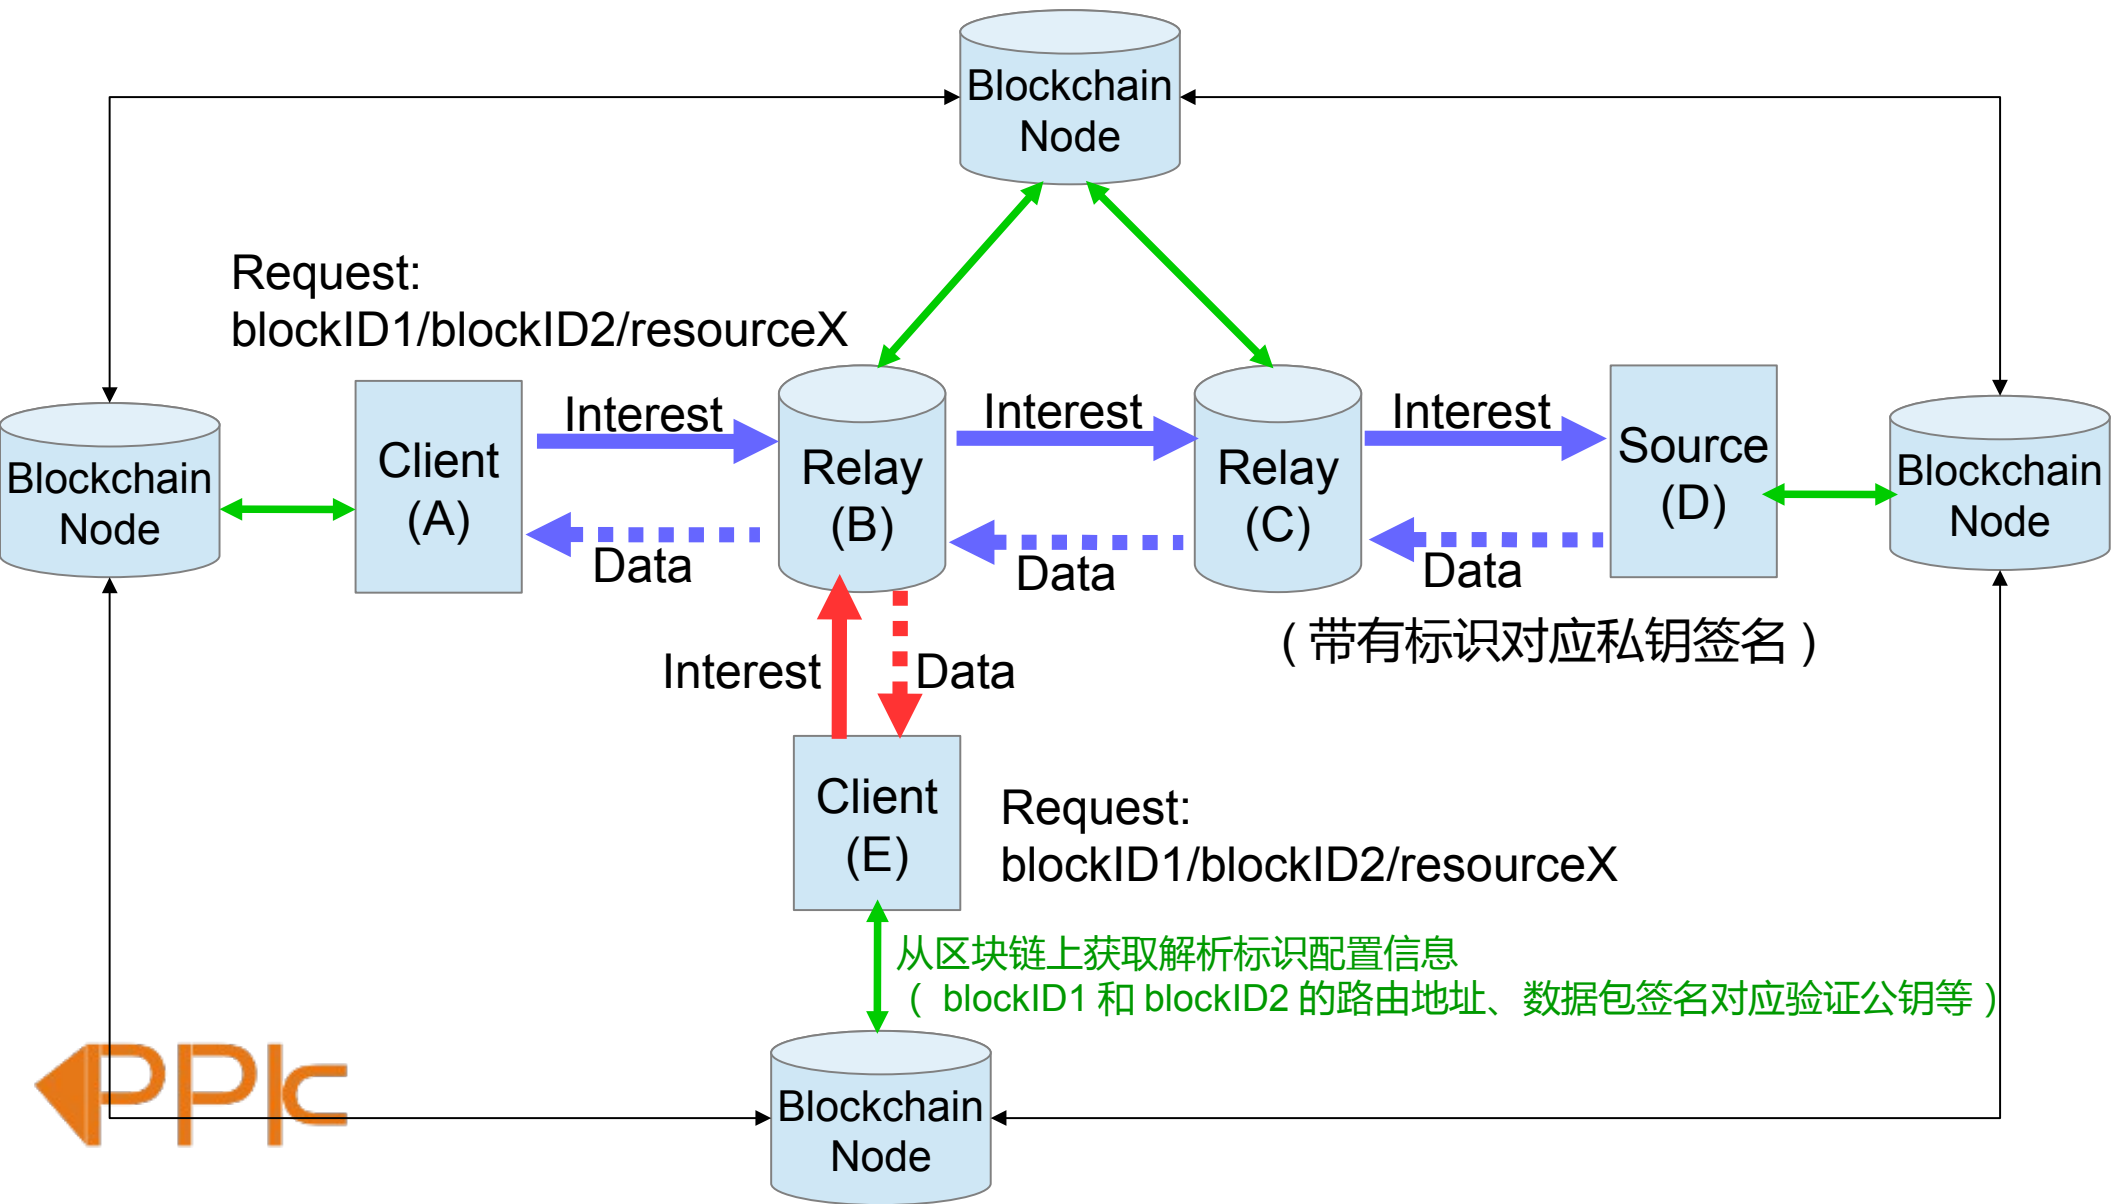 Blockchain
Node
Request:
blockID1/blockID2/resourceX
Blockchain
Node
Client
(A)
Interest
Data
Relay
(B)
Interest
Data
Relay
(C)
Interest
Data
Source
(D)
Blockchain
Node
（带有标识对应私钥签名）
Interest
Data
Client
(E)
Request:
blockID1/blockID2/resourceX
从区块链上获取解析标识配置信息
（ blockID1 和 blockID2 的路由地址、数据包签名对应验证公钥等）
PPIc
Blockchain
Node